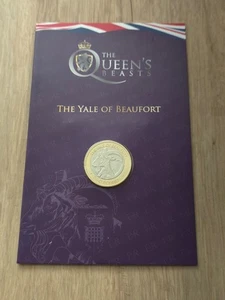 THE
QUEEN'S
BEASTS
THE YALE OF BEAUFORT